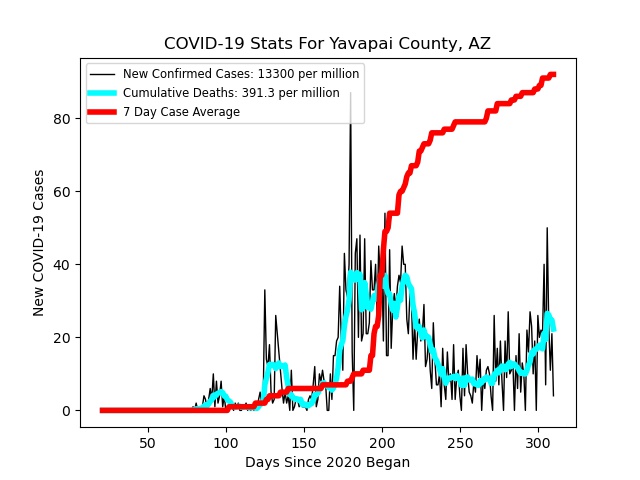 COVID-19 Stats For Yavapai County, AZ
New Confirmed Cases: 13300 per million
Cumulative Deaths: 391.3 per million
7 Day Case Average
New COVID-19 Cases
80
60
40
20
0
50 100 150 200 250 300
Days Since 2020 Began